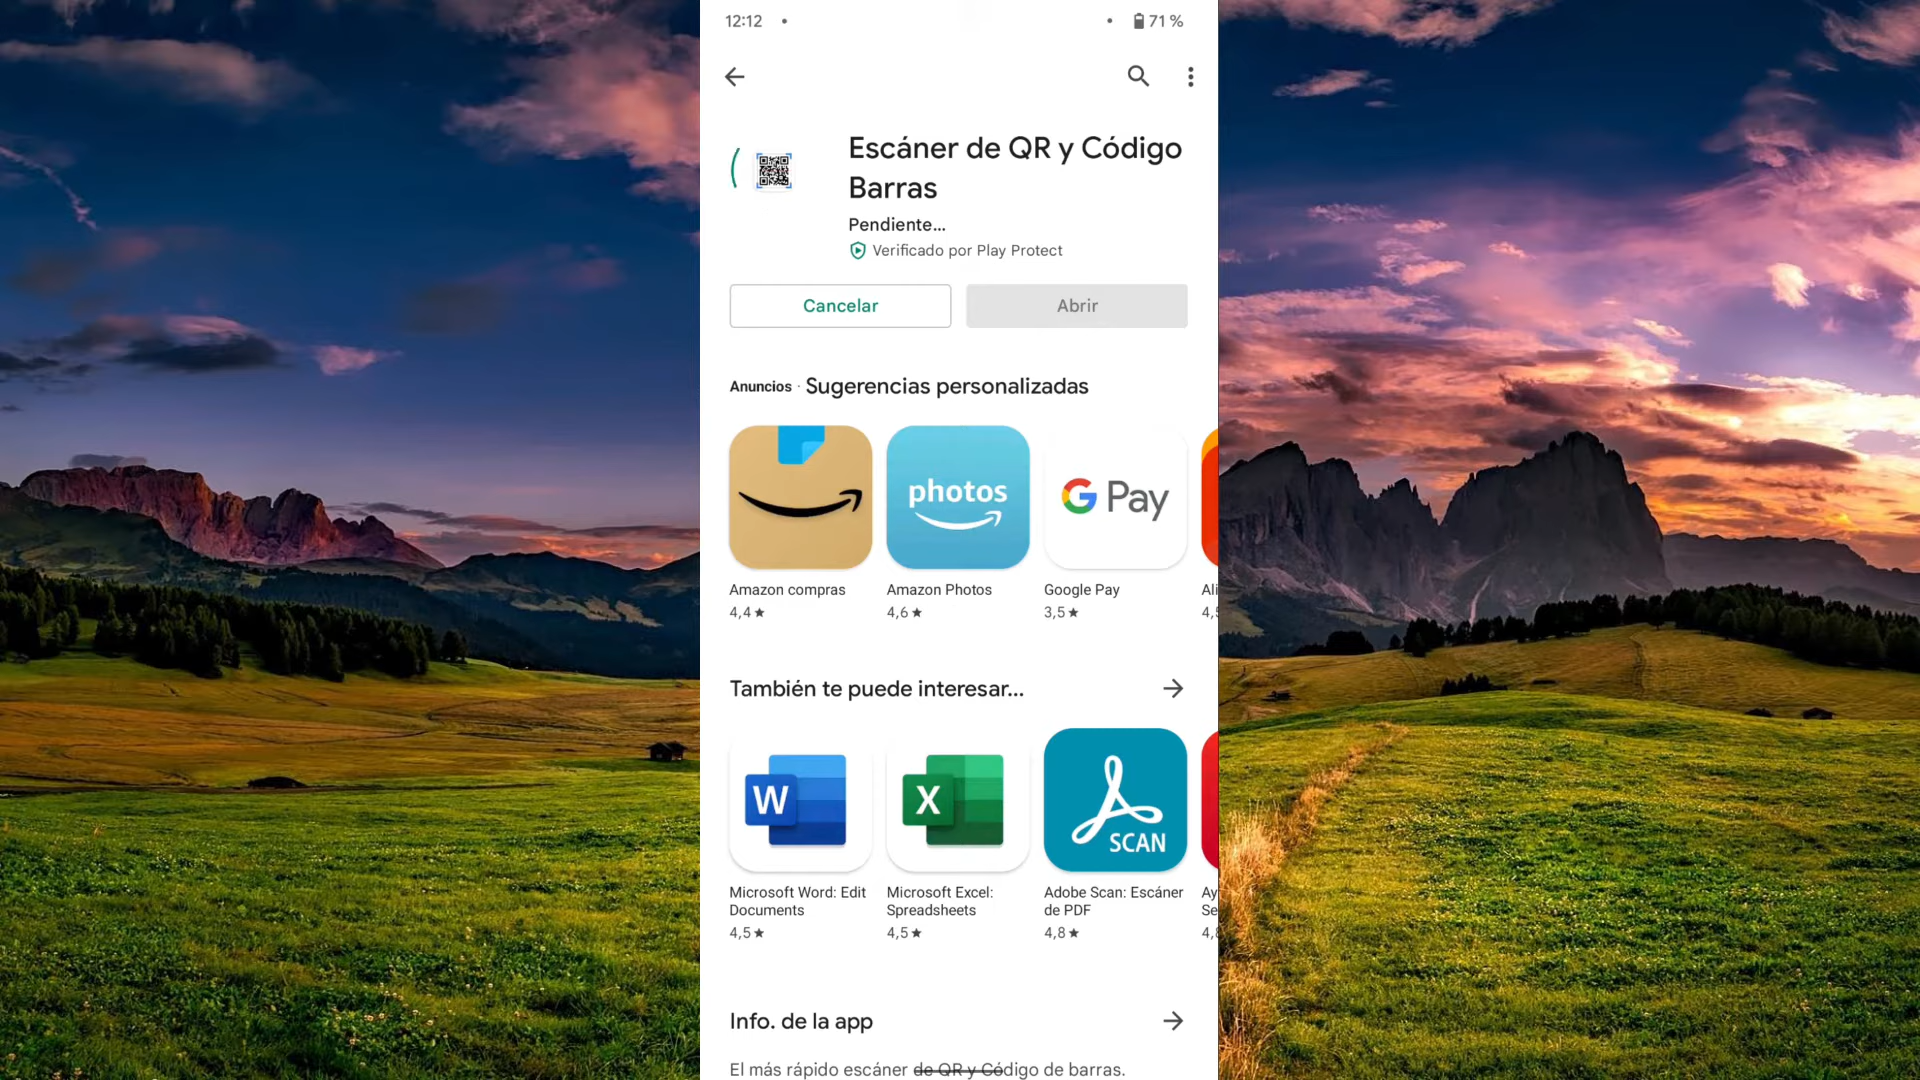 12:12
71 %
Escáner de QR y Código
Barras
Pendiente...
Verificado por Play Protect
Cancelar
Abrir
Anuncios · Sugerencias personalizadas
photos
G Pay
Amazon compras
Amazon Photos
Google Pay
Ali
4,4★
4,6★
3,5★
4,5
También te puede interesar...
W
X
SCAN
Microsoft Word: Edit
Documents
Microsoft Excel:
Spreadsheets
Adobe Scan: Escáner
de PDF
Ay
Se
4,5★
4,5★
4,8★
4,8
Info. de la app
El más rápido escáner de QR y Código de barras.